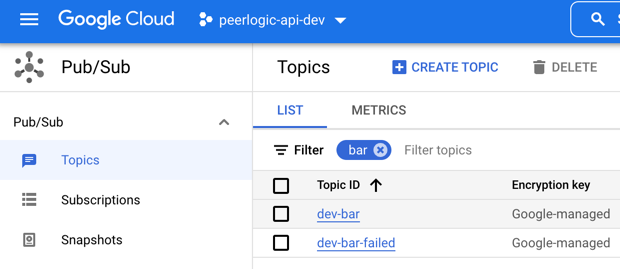 Google Cloud peerlogic-api-dev
Pub/Sub Topics CREATE TOPIC DELETE
LIST METRICS
Pub/Sub
Filter bar Filter topics
Topics
Topic ID Encryption key
Subscriptions
dev-bar Google-managed
Snapshots
dev-bar-failed Google-managed